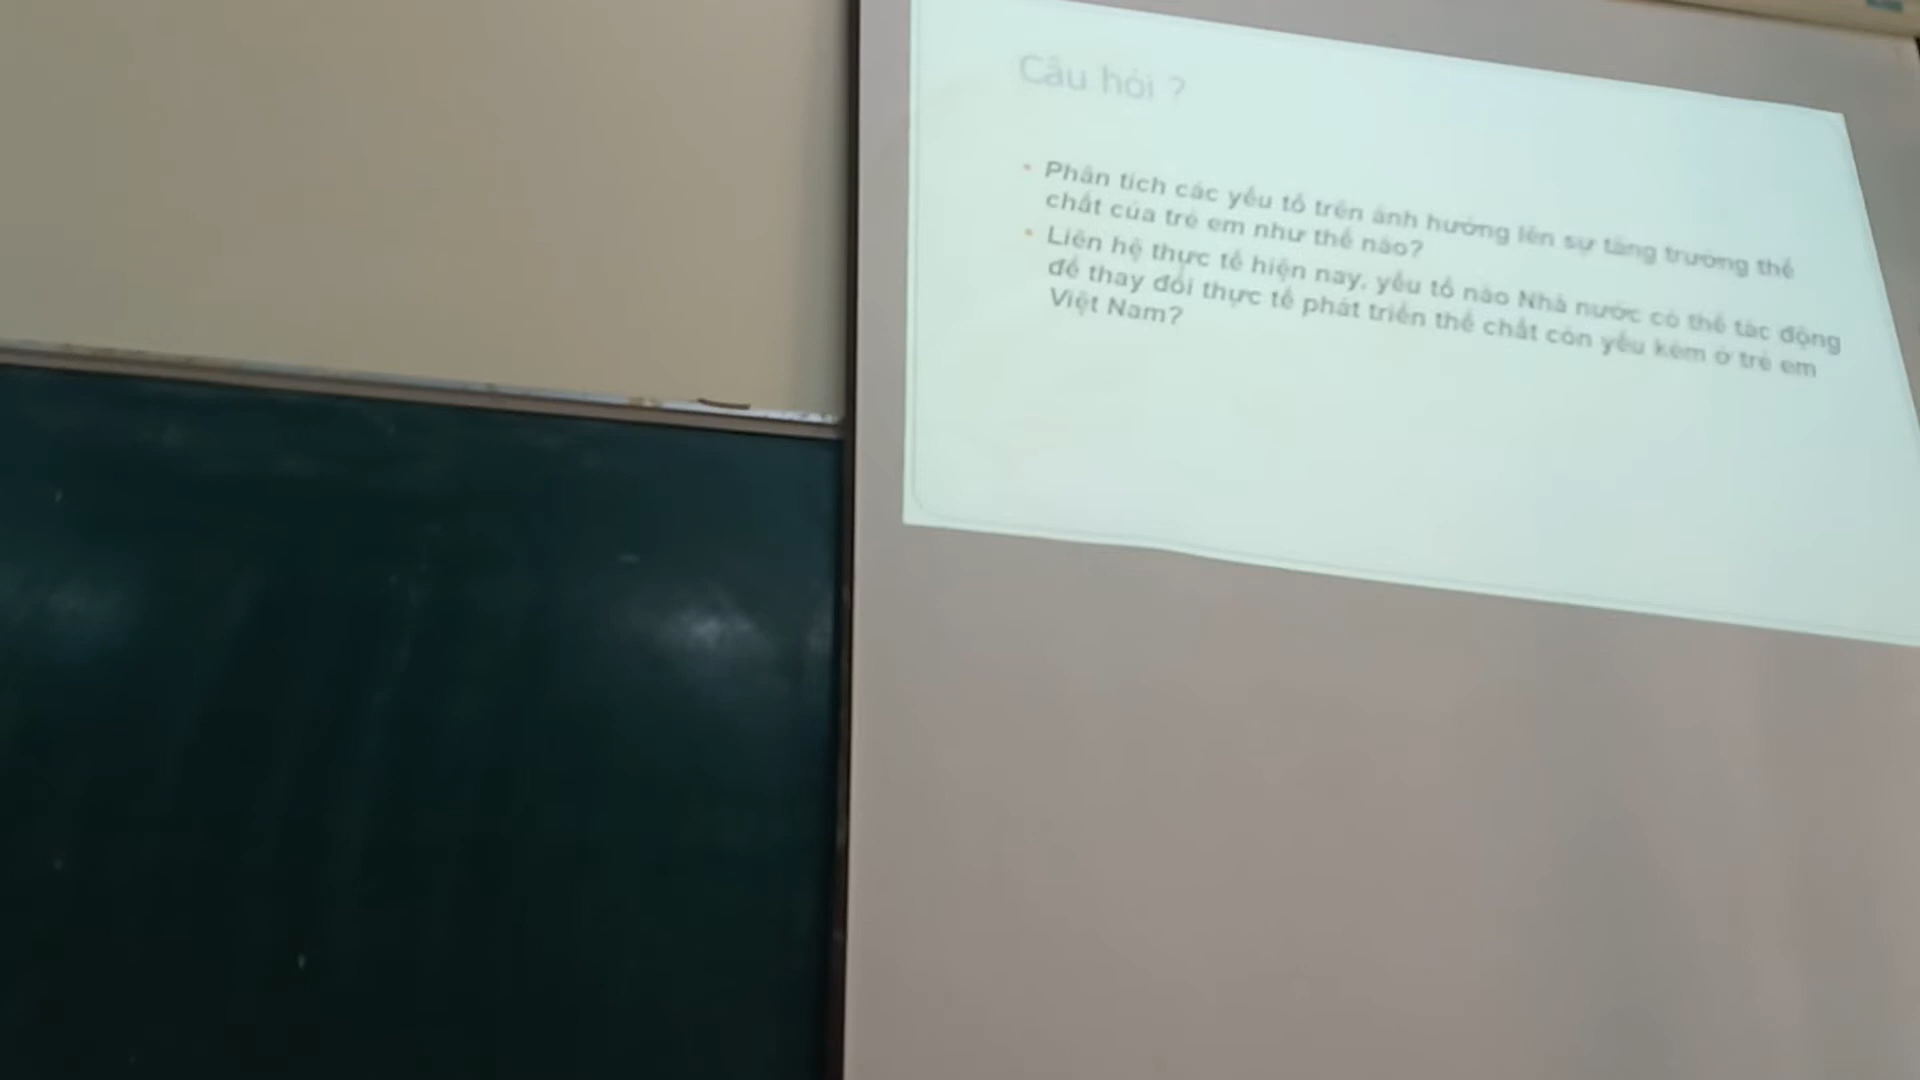 Câu hỏi ?
• Phân tích các yếu tố trên ảnh hưởng lên sự tăng trưởng thể
chất của trẻ em như thế nào?
• Liên hệ thực tế hiện nay, yếu tố nào Nhà nước có thể tác động
để thay đổi thực tế phát triển thể chất còn yếu kém ở trẻ em
Việt Nam?